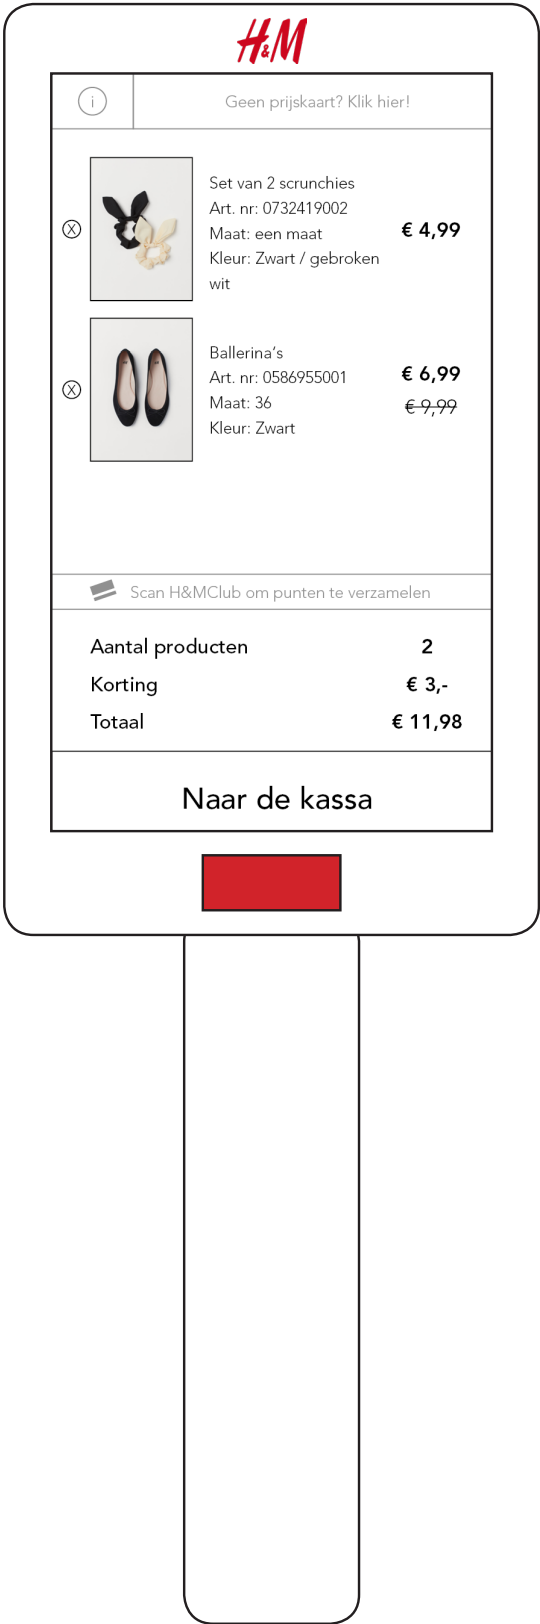 H&M
i
Geen prijskaart? Klik hier!
Set van 2 scrunchies
Art. nr: 0732419002
X
Maat: een maat
€ 4,99
Kleur: Zwart / gebroken
wit
Ballerina’s
Art. nr: 0586955001
€ 6,99
X
Maat: 36
€ 9,99
Kleur: Zwart
Scan H&MClub om punten te verzamelen
Aantal producten 2
Korting € 3,-
Totaal € 11,98
Naar de kassa